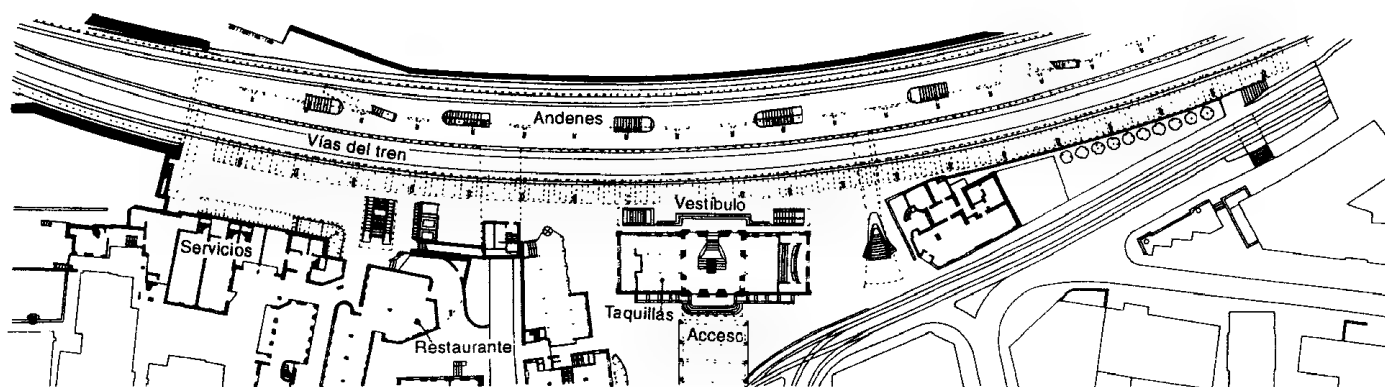 Andenes
Vías del tren
Vestíbulo
Servicios
Taquillas
Acceso
Restaurante